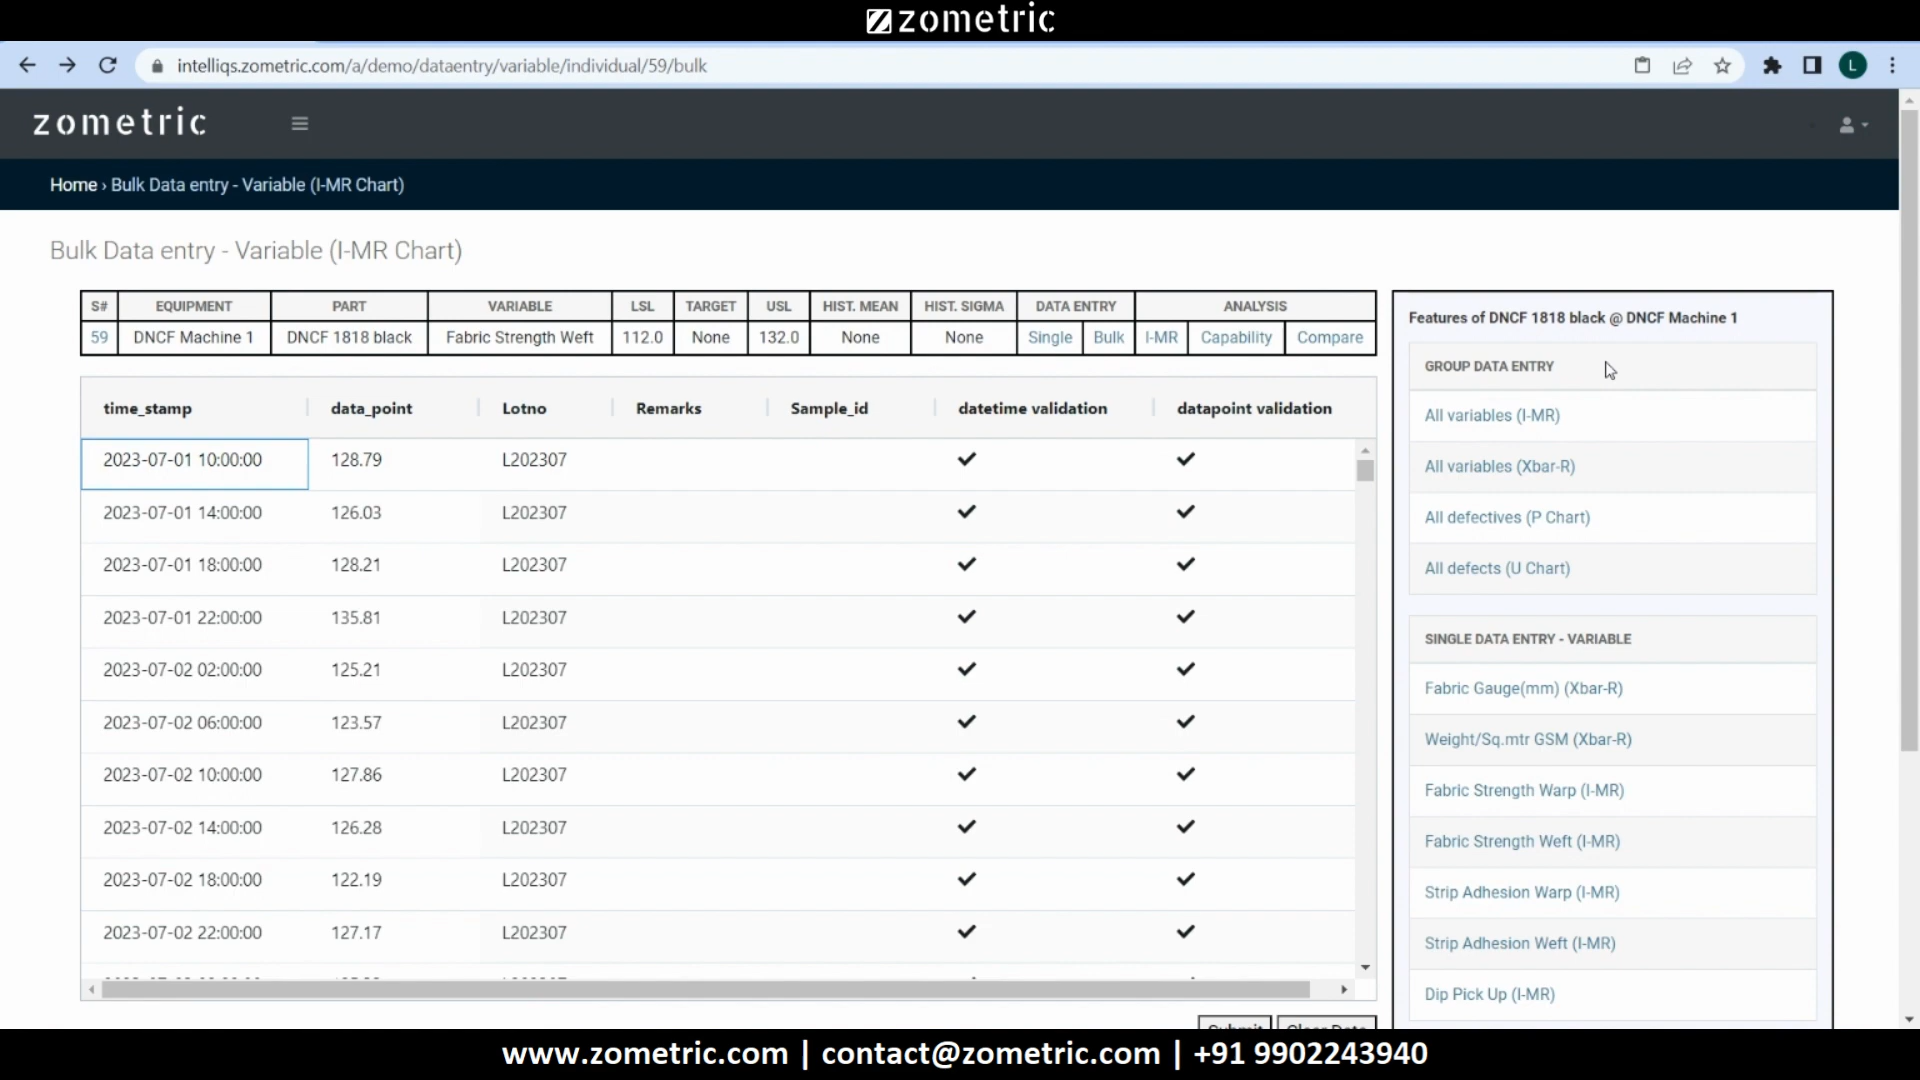 zometric
intelliqs.zometric.com/a/demo/dataentry/variable/individual/59/bulk
L
zometric
Home › Bulk Data entry - Variable (I-MR Chart)
Bulk Data entry - Variable (I-MR Chart)
S# EQUIPMENT PART VARIABLE LSL TARGET USL HIST. MEAN HIST. SIGMA DATA ENTRY ANALYSIS
59 DNCF Machine 1 DNCF 1818 black Fabric Strength Weft 112.0 None 132.0 None None Single Bulk I-MR Capability Compare
time_stamp data_point Lotno Remarks Sample_id datetime validation datapoint validation
2023-07-01 10:00:00 128.79 L202307
2023-07-01 14:00:00 126.03 L202307
2023-07-01 18:00:00 128.21 L202307
2023-07-01 22:00:00 135.81 L202307
2023-07-02 02:00:00 125.21 L202307
2023-07-02 06:00:00 123.57 L202307
2023-07-02 10:00:00 127.86 L202307
2023-07-02 14:00:00 126.28 L202307
2023-07-02 18:00:00 122.19 L202307
2023-07-02 22:00:00 127.17 L202307
Submit Clear Data
Features of DNCF 1818 black @ DNCF Machine 1
GROUP DATA ENTRY
All variables (I-MR)
All variables (Xbar-R)
All defectives (P Chart)
All defects (U Chart)
SINGLE DATA ENTRY - VARIABLE
Fabric Gauge(mm) (Xbar-R)
Weight/Sq.mtr GSM (Xbar-R)
Fabric Strength Warp (I-MR)
Fabric Strength Weft (I-MR)
Strip Adhesion Warp (I-MR)
Strip Adhesion Weft (I-MR)
Dip Pick Up (I-MR)
www.zometric.com | contact@zometric.com | +91 9902243940